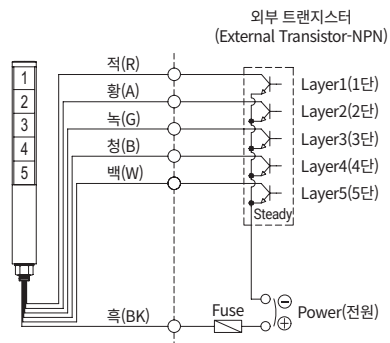 외부 트랜지스터
(External Transistor-NPN)
적(R)
황(A)
녹(G)
청(B)
백(W)
흑(BK)
1
2
3
4
5
Layer1(1단)
Layer2(2단)
Layer3(3단)
Layer4(4단)
Layer5(5단)
Steady
Fuse
⊖
⊕
Power(전원)